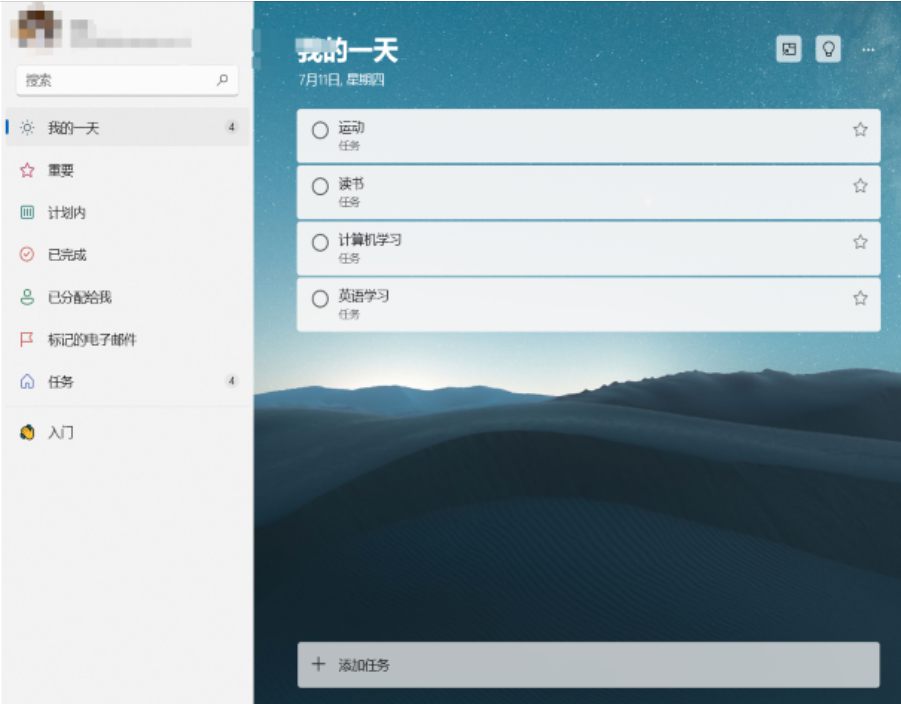 搜索
我的一天 4
重要
计划内
已完成
已分配给我
标记的电子邮件
任务 4
入门
我的一天
7月11日, 星期四
运动
任务
读书
任务
计算机学习
任务
英语学习
任务
添加任务